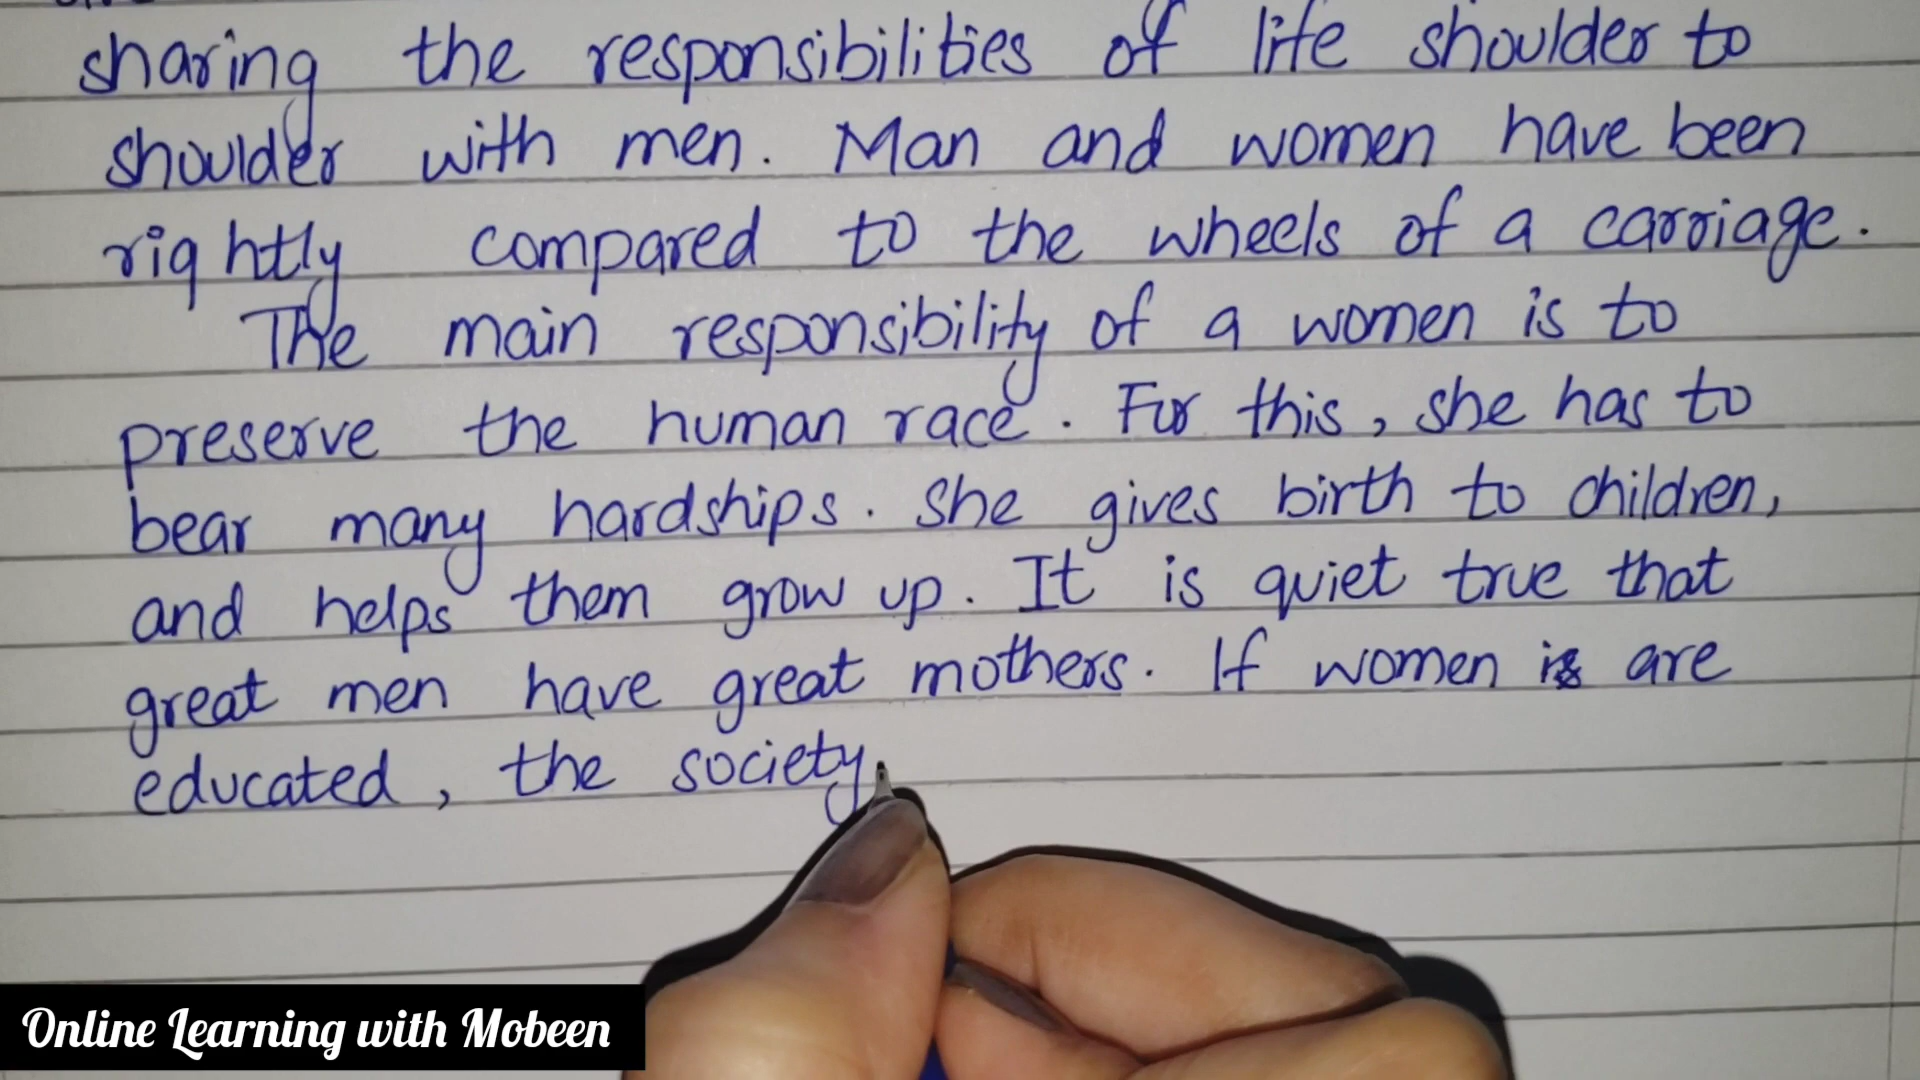 sharing the responsibilities of life shoulder to
shoulder with men. Man and women have been
rightly compared to the wheels of a carriage.
The main responsibility of a women is to
preserve the human race. For this, she has to
bear many hardships. She gives birth to children,
and helps them grow up. It is quiet true that
great men have great mothers. If women is are
educated, the society
Online Learning with Mobeen